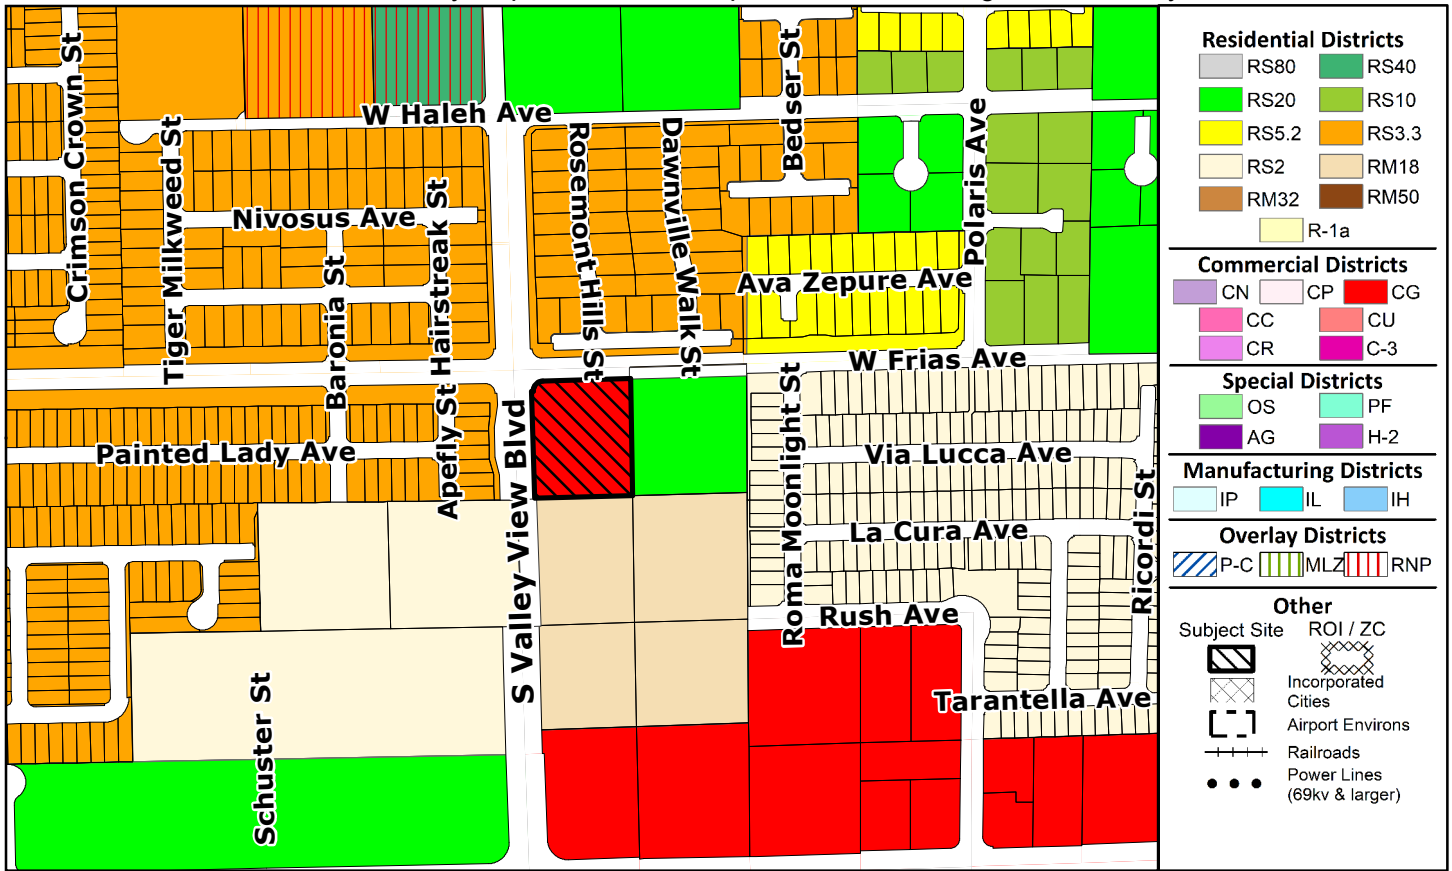 Crimson Crown St
Tiger Milkweed St
W Haleh Ave
Nivosus Ave
Baronia St
Apefly St Hairstreak St
Painted Lady Ave
Schuster St
S Valley View Blvd
Rosemont Hills St
Dawnville Walk St
Bedser St
Polaris Ave
Ava Zepure Ave
W Frias Ave
Roma Moonlight St
Via Lucca Ave
La Cura Ave
Rush Ave
Ricordi St
Tarantella Ave
Residential Districts
RS80 RS40
RS20 RS10
RS5.2 RS3.3
RS2 RM18
RM32 RM50
R-1a
Commercial Districts
CN CP CG
CC CU
CR C-3
Special Districts
OS PF
AG H-2
Manufacturing Districts
IP IL IH
Overlay Districts
P-C MLZ RNP
Other
Subject Site ROI / ZC
Incorporated
Cities
Airport Environs
Railroads
Power Lines
(69kv & larger)